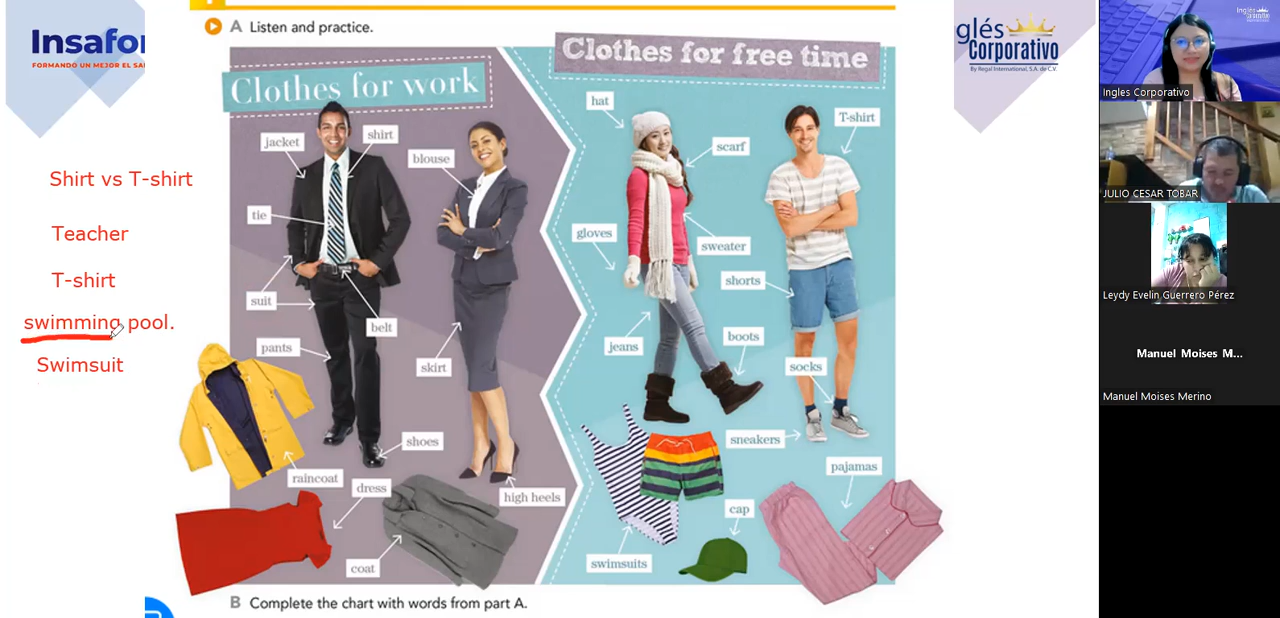 Insafor
FORMANDO UN MEJOR EL SA
A Listen and practice.
glés
Corporativo
By Regal International, S.A. de C.V.
Clothes for work
Clothes for free time
jacket
shirt
blouse
tie
suit
belt
pants
skirt
shoes
raincoat
dress
high heels
coat
hat
T-shirt
scarf
gloves
sweater
shorts
jeans
boots
socks
sneakers
pajamas
cap
swimsuits
B Complete the chart with words from part A.
Shirt vs T-shirt
Teacher
T-shirt
swimming pool.
Swimsuit
Ingles Corporativo
JULIO CESAR TOBAR
Leydy Evelin Guerrero Pérez
Manuel Moises M...
Manuel Moises Merino